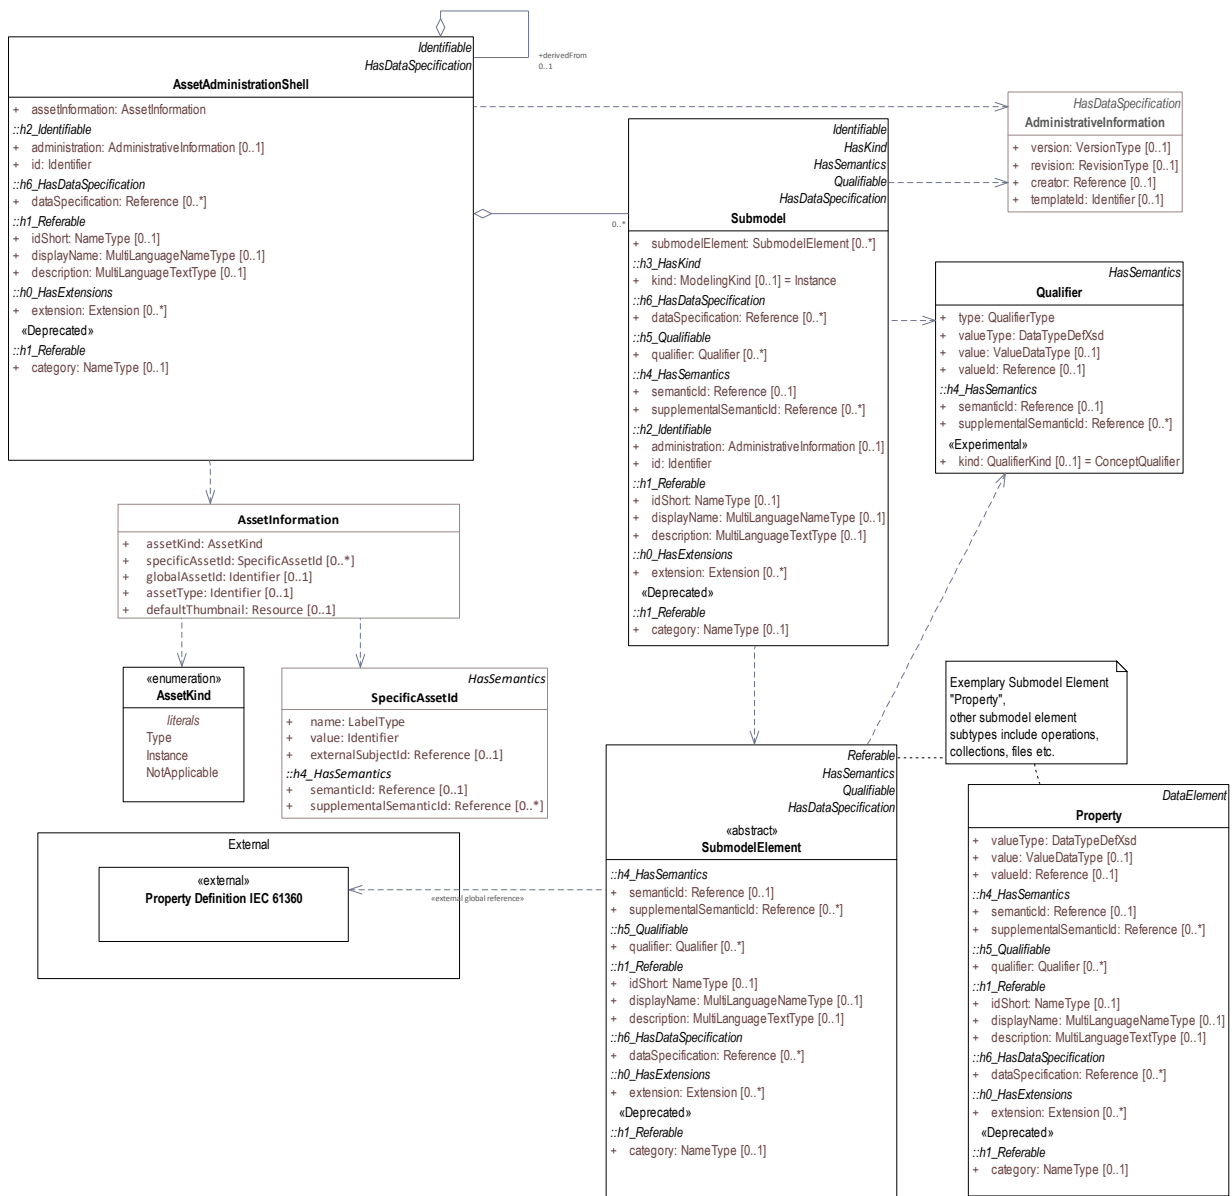 Identifiable
HasDataSpecification
AssetAdministrationShell
+ assetInformation: AssetInformation
::h2_Identifiable
+ administration: AdministrativeInformation [0..1]
+ id: Identifier
::h6_HasDataSpecification
+ dataSpecification: Reference [0..*]
::h1_Referable
+ idShort: NameType [0..1]
+ displayName: MultiLanguageNameType [0..1]
+ description: MultiLanguageTextType [0..1]
::h0_HasExtensions
+ extension: Extension [0..*]
«Deprecated»
::h1_Referable
+ category: NameType [0..1]
+derivedFrom
0..1
0..*
Identifiable
HasKind
HasSemantics
Qualifiable
HasDataSpecification
Submodel
+ submodelElement: SubmodelElement [0..*]
::h3_HasKind
+ kind: ModelingKind [0..1] = Instance
::h6_HasDataSpecification
+ dataSpecification: Reference [0..*]
::h5_Qualifiable
+ qualifier: Qualifier [0..*]
::h4_HasSemantics
+ semanticId: Reference [0..1]
+ supplementalSemanticId: Reference [0..*]
::h2_Identifiable
+ administration: AdministrativeInformation [0..1]
+ id: Identifier
::h1_Referable
+ idShort: NameType [0..1]
+ displayName: MultiLanguageNameType [0..1]
+ description: MultiLanguageTextType [0..1]
::h0_HasExtensions
+ extension: Extension [0..*]
«Deprecated»
::h1_Referable
+ category: NameType [0..1]
HasDataSpecification
AdministrativeInformation
+ version: VersionType [0..1]
+ revision: RevisionType [0..1]
+ creator: Reference [0..1]
+ templateId: Identifier [0..1]
HasSemantics
Qualifier
+ type: QualifierType
+ valueType: DataTypeDefXsd
+ value: ValueDataType [0..1]
+ valueId: Reference [0..1]
::h4_HasSemantics
+ semanticId: Reference [0..1]
+ supplementalSemanticId: Reference [0..*]
«Experimental»
+ kind: QualifierKind [0..1] = ConceptQualifier
AssetInformation
+ assetKind: AssetKind
+ specificAssetId: SpecificAssetId [0..*]
+ globalAssetId: Identifier [0..1]
+ assetType: Identifier [0..1]
+ defaultThumbnail: Resource [0..1]
«enumeration»
AssetKind
literals
Type
Instance
NotApplicable
HasSemantics
SpecificAssetId
+ name: LabelType
+ value: Identifier
+ externalSubjectId: Reference [0..1]
::h4_HasSemantics
+ semanticId: Reference [0..1]
+ supplementalSemanticId: Reference [0..*]
External
«external»
Property Definition IEC 61360
«external global reference»
Referable
HasSemantics
Qualifiable
HasDataSpecification
«abstract»
SubmodelElement
::h4_HasSemantics
+ semanticId: Reference [0..1]
+ supplementalSemanticId: Reference [0..*]
::h5_Qualifiable
+ qualifier: Qualifier [0..*]
::h1_Referable
+ idShort: NameType [0..1]
+ displayName: MultiLanguageNameType [0..1]
+ description: MultiLanguageTextType [0..1]
::h6_HasDataSpecification
+ dataSpecification: Reference [0..*]
::h0_HasExtensions
+ extension: Extension [0..*]
«Deprecated»
::h1_Referable
+ category: NameType [0..1]
Exemplary Submodel Element
"Property",
other submodel element
subtypes include operations,
collections, files etc.
DataElement
Property
+ valueType: DataTypeDefXsd
+ value: ValueDataType [0..1]
+ valueId: Reference [0..1]
::h4_HasSemantics
+ semanticId: Reference [0..1]
+ supplementalSemanticId: Reference [0..*]
::h5_Qualifiable
+ qualifier: Qualifier [0..*]
::h1_Referable
+ idShort: NameType [0..1]
+ displayName: MultiLanguageNameType [0..1]
+ description: MultiLanguageTextType [0..1]
::h6_HasDataSpecification
+ dataSpecification: Reference [0..*]
::h0_HasExtensions
+ extension: Extension [0..*]
«Deprecated»
::h1_Referable
+ category: NameType [0..1]